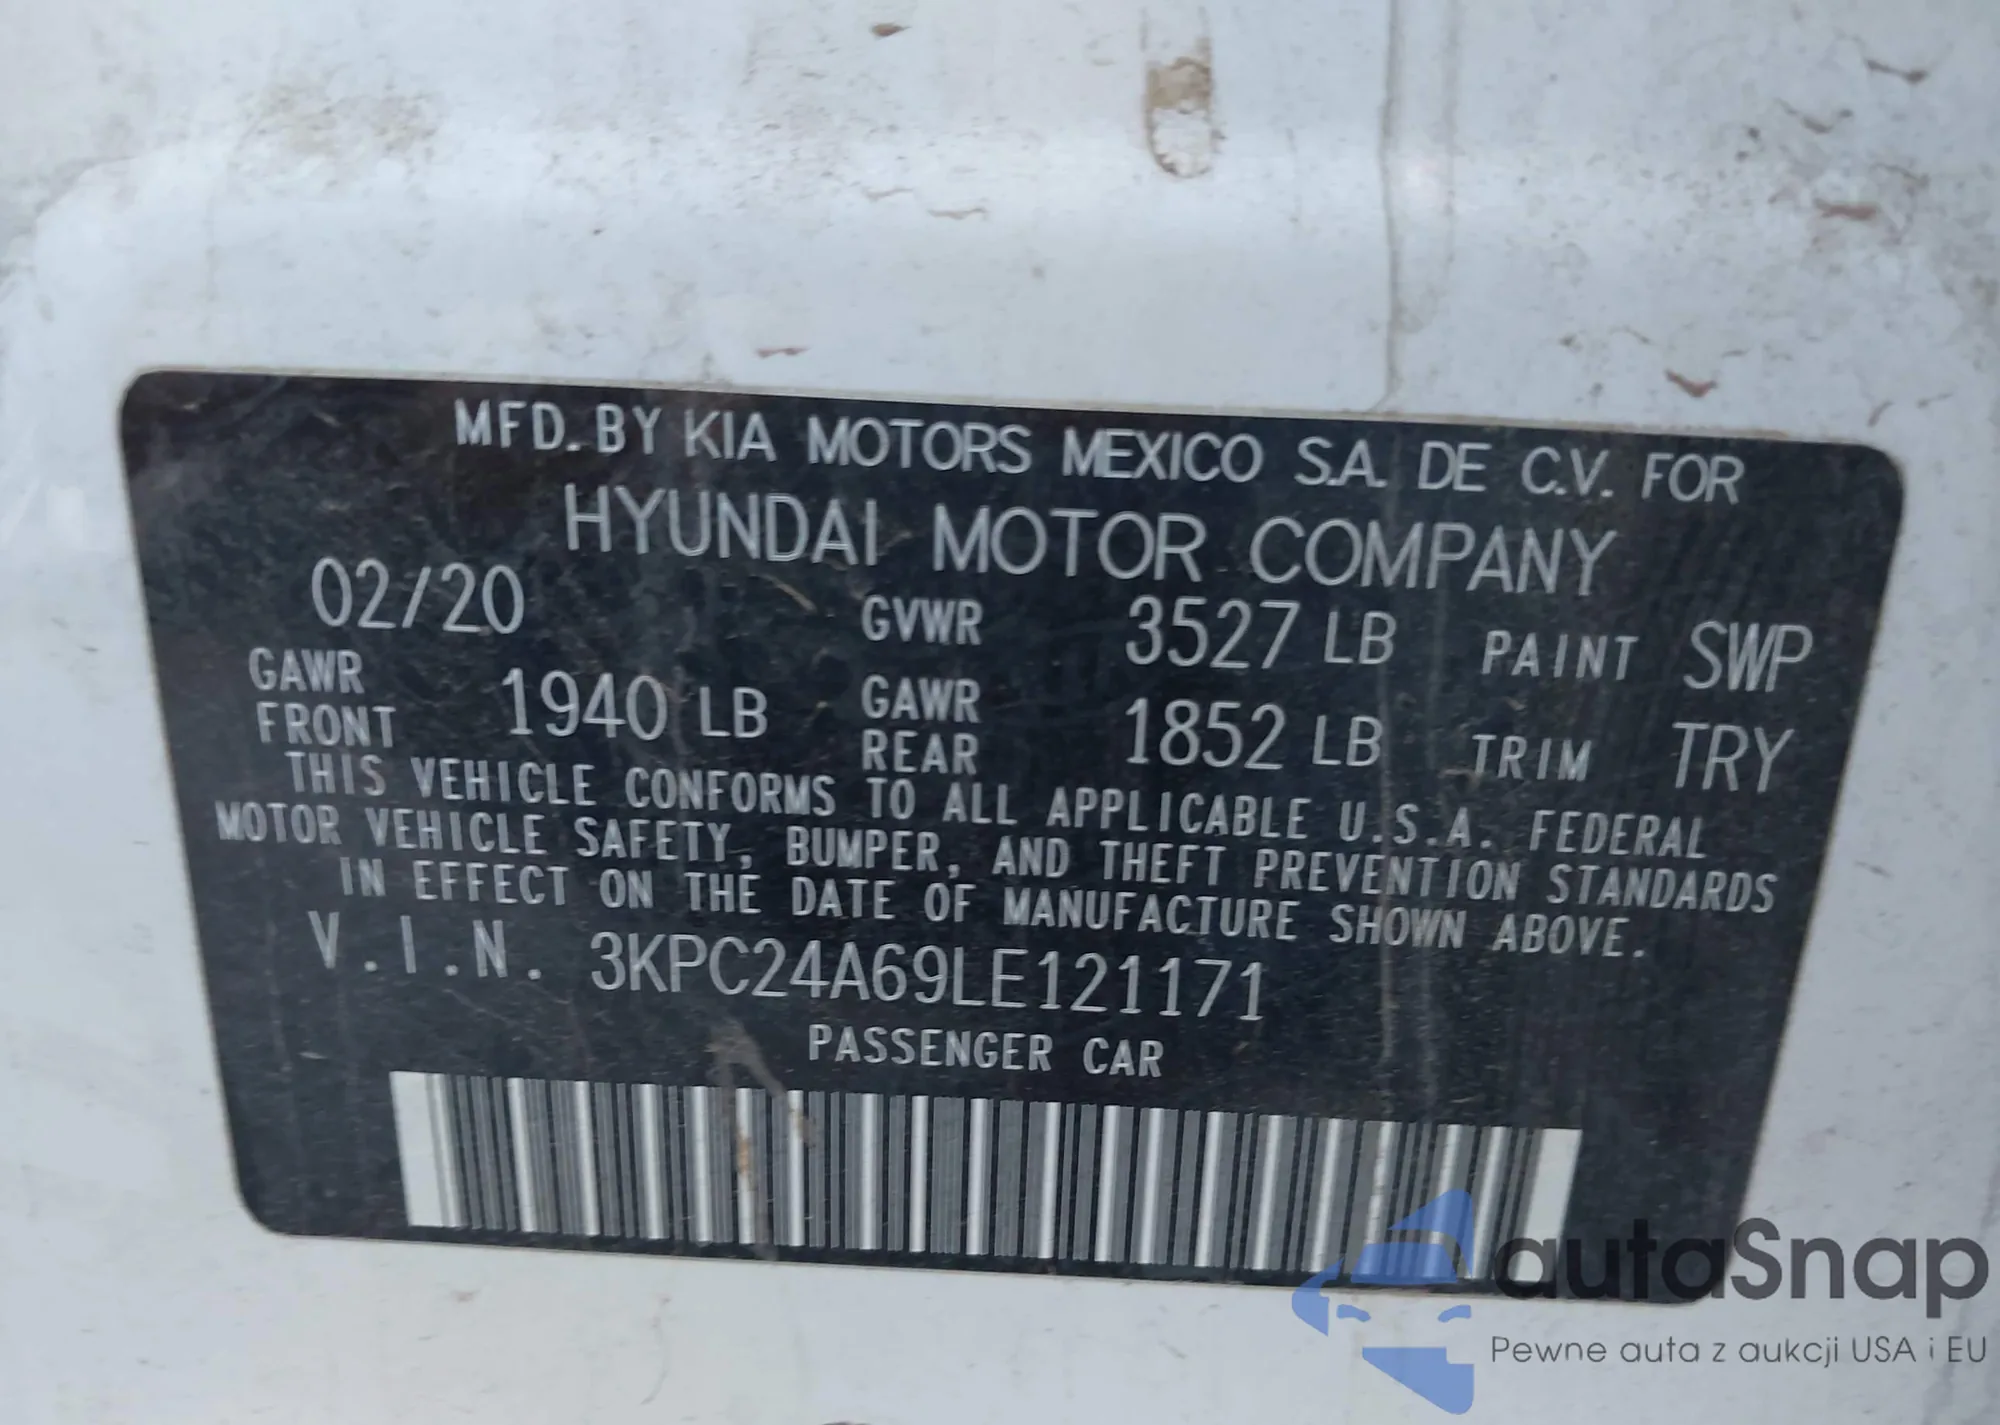 MFD. BY KIA MOTORS MEXICO S.A. DE C.V. FOR
HYUNDAI MOTOR COMPANY
02/20 GVWR 3527 LB PAINT SWP
GAWR FRONT 1940 LB GAWR REAR 1852 LB TRIM TRY
THIS VEHICLE CONFORMS TO ALL APPLICABLE U.S.A. FEDERAL
MOTOR VEHICLE SAFETY, BUMPER, AND THEFT PREVENTION STANDARDS
IN EFFECT ON THE DATE OF MANUFACTURE SHOWN ABOVE.
V.I.N. 3KPC24A69LE121171
PASSENGER CAR
autaSnap
Pewne auta z aukcji USA i EU